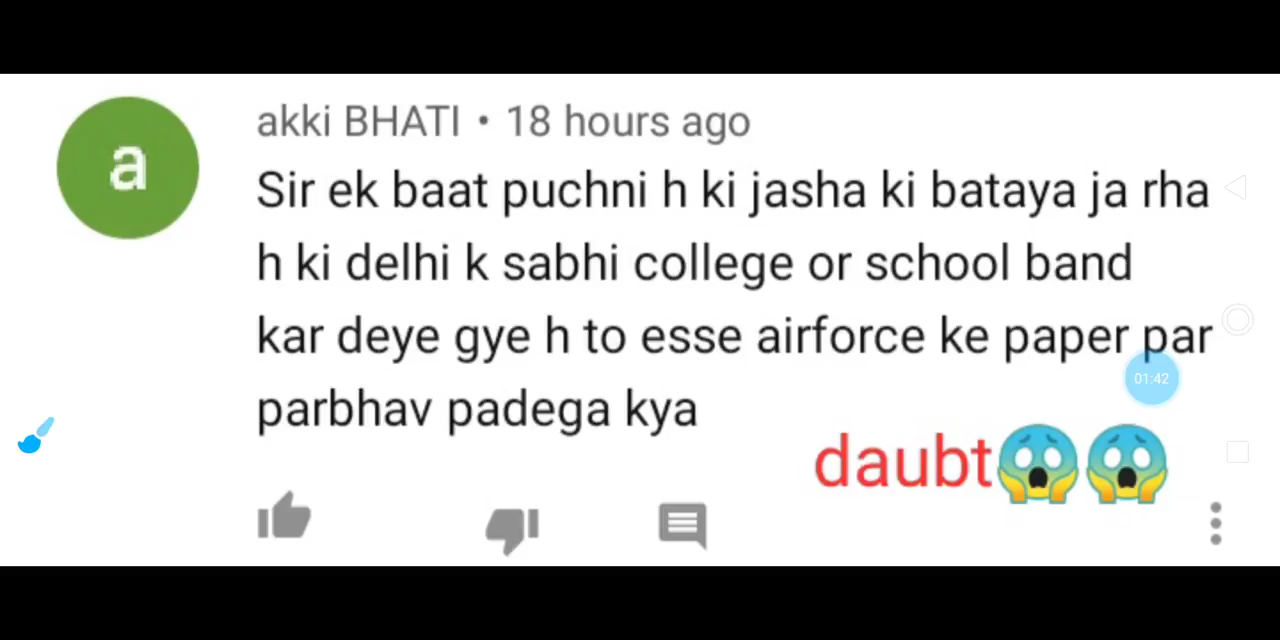 akki BHATI • 18 hours ago
a
Sir ek baat puchni h ki jasha ki bataya ja rha
h ki delhi k sabhi college or school band
kar deye gye h to esse airforce ke paper par
parbhav padega kya
01:42
daubt😱😱